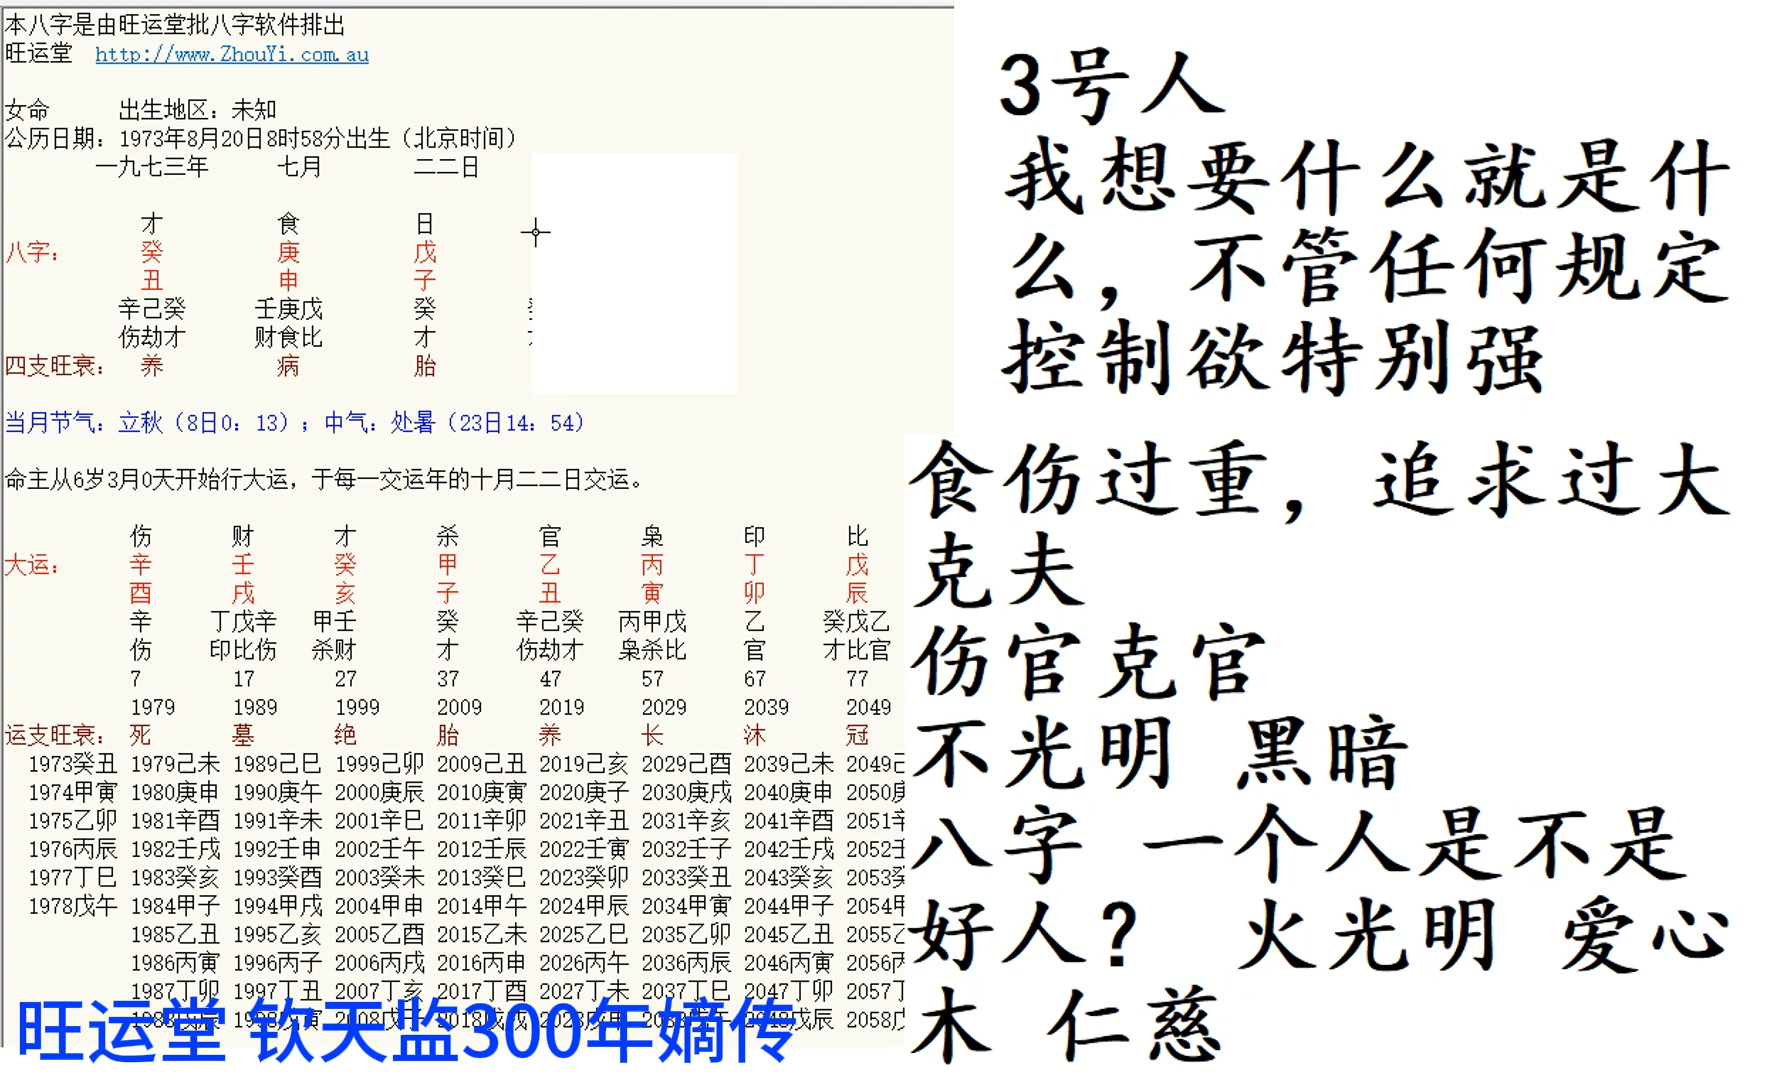 本八字是由旺运堂批八字软件排出
旺运堂 http://www.ZhouYi.com.au
女命 出生地区：未知
公历日期：1973年8月20日8时58分出生（北京时间）
一九七三年 七月 二二日
才 食 日
八字： 癸 庚 戊
丑 申 子
辛己癸 壬庚戊 癸
伤劫才 财食比 才
四支旺衰： 养 病 胎
当月节气：立秋（8日0：13）；中气：处暑（23日14：54）
命主从6岁3月0天开始行大运，于每一交运年的十月二二日交运。
伤 财 才 杀 官 枭 印 比
大运： 辛 壬 癸 甲 乙 丙 丁 戊
酉 戌 亥 子 丑 寅 卯 辰
辛 丁戊辛 甲壬 癸 辛己癸 丙甲戊 乙 癸戊乙
伤 印比伤 杀财 才 伤劫才 枭杀比 官 才比官
7 17 27 37 47 57 67 77
1979 1989 1999 2009 2019 2029 2039 2049
运支旺衰： 死 墓 绝 胎 养 长 沐 冠
1973癸丑 1979己未 1989己巳 1999己卯 2009己丑 2019己亥 2029己酉 2039己未 2049
1974甲寅 1980庚申 1990庚午 2000庚辰 2010庚寅 2020庚子 2030庚戌 2040庚申 2050
1975乙卯 1981辛酉 1991辛未 2001辛巳 2011辛卯 2021辛丑 2031辛亥 2041辛酉 2051
1976丙辰 1982壬戌 1992壬申 2002壬午 2012壬辰 2022壬寅 2032壬子 2042壬戌 2052
1977丁巳 1983癸亥 1993癸酉 2003癸未 2013癸巳 2023癸卯 2033癸丑 2043癸亥 2053
1978戊午 1984甲子 1994甲戌 2004甲申 2014甲午 2024甲辰 2034甲寅 2044甲子 2054
1985乙丑 1995乙亥 2005乙酉 2015乙未 2025乙巳 2035乙卯 2045乙丑 2055
1986丙寅 1996丙子 2006丙戌 2016丙申 2026丙午 2036丙辰 2046丙寅 2056
1987丁卯 1997丁丑 2007丁亥 2017丁酉 2027丁未 2037丁巳 2047丁卯 2057
2058
旺运堂 钦天监300年嫡传
3号人
我想要什么就是什
么，不管任何规定
控制欲特别强
食伤过重，追求过大
克夫
伤官克官
不光明 黑暗
八字 一个人是不是
好人？ 火光明 爱心
木 仁慈